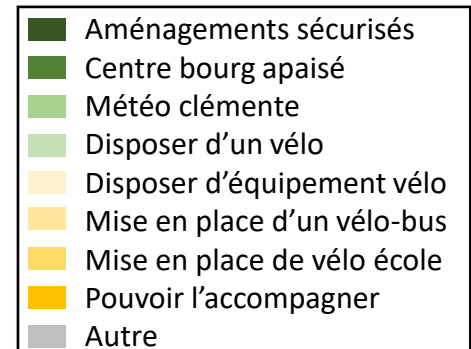 Aménagements sécurisés
Centre bourg apaisé
Météo clémente
Disposer d’un vélo
Disposer d’équipement vélo
Mise en place d’un vélo-bus
Mise en place de vélo école
Pouvoir l’accompagner
Autre